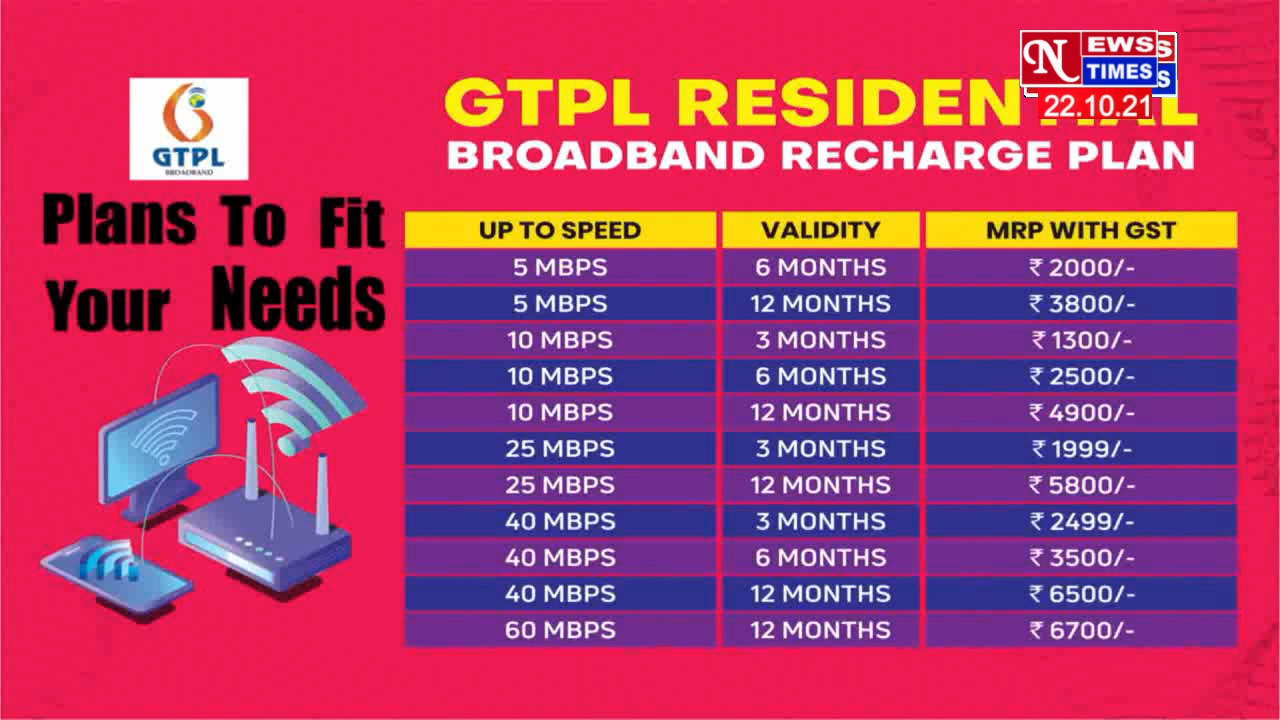 NEWS
TIMES
22.10.21
GTPL
BROADBAND
GTPL RESIDENTIAL
BROADBAND RECHARGE PLAN
Plans To Fit
Your Needs
UP TO SPEED VALIDITY MRP WITH GST
5 MBPS 6 MONTHS ₹ 2000/-
5 MBPS 12 MONTHS ₹ 3800/-
10 MBPS 3 MONTHS ₹ 1300/-
10 MBPS 6 MONTHS ₹ 2500/-
10 MBPS 12 MONTHS ₹ 4900/-
25 MBPS 3 MONTHS ₹ 1999/-
25 MBPS 12 MONTHS ₹ 5800/-
40 MBPS 3 MONTHS ₹ 2499/-
40 MBPS 6 MONTHS ₹ 3500/-
40 MBPS 12 MONTHS ₹ 6500/-
60 MBPS 12 MONTHS ₹ 6700/-